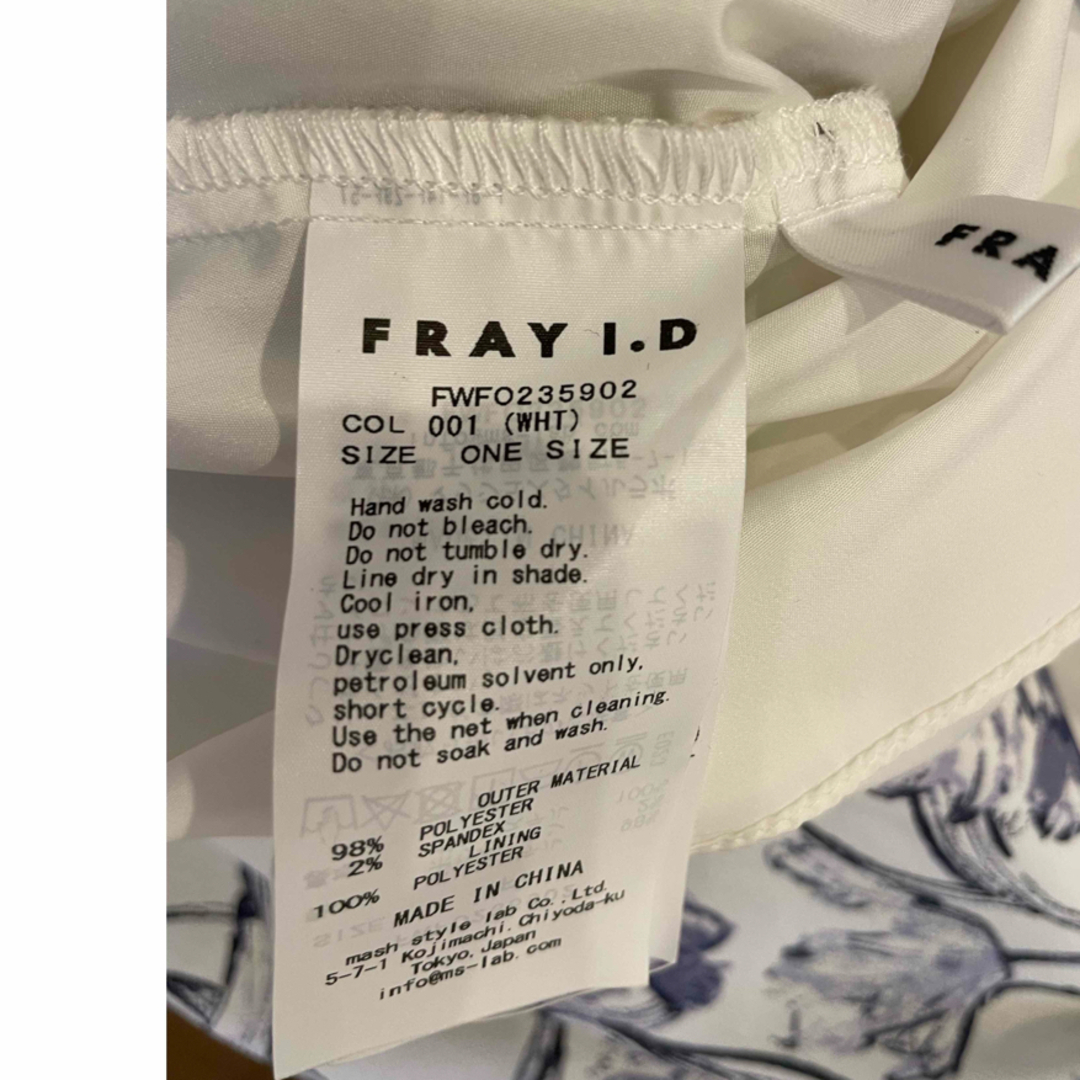 FRAY I.D
FRA
FWFO235902
COL 001 (WHT)
SIZE ONE SIZE
Hand wash cold.
Do not bleach.
Do not tumble dry.
Line dry in shade.
Cool iron,
use press cloth.
Dryclean,
petroleum solvent only,
short cycle.
Use the net when cleaning.
Do not soak and wash.
OUTER MATERIAL
98% POLYESTER
2% SPANDEX
LINING
100% POLYESTER
MADE IN CHINA
mash style lab Co.,Ltd.
5-7-1 Kojimachi.Chiyoda-ku
Tokyo.Japan
info@ms-lab.com